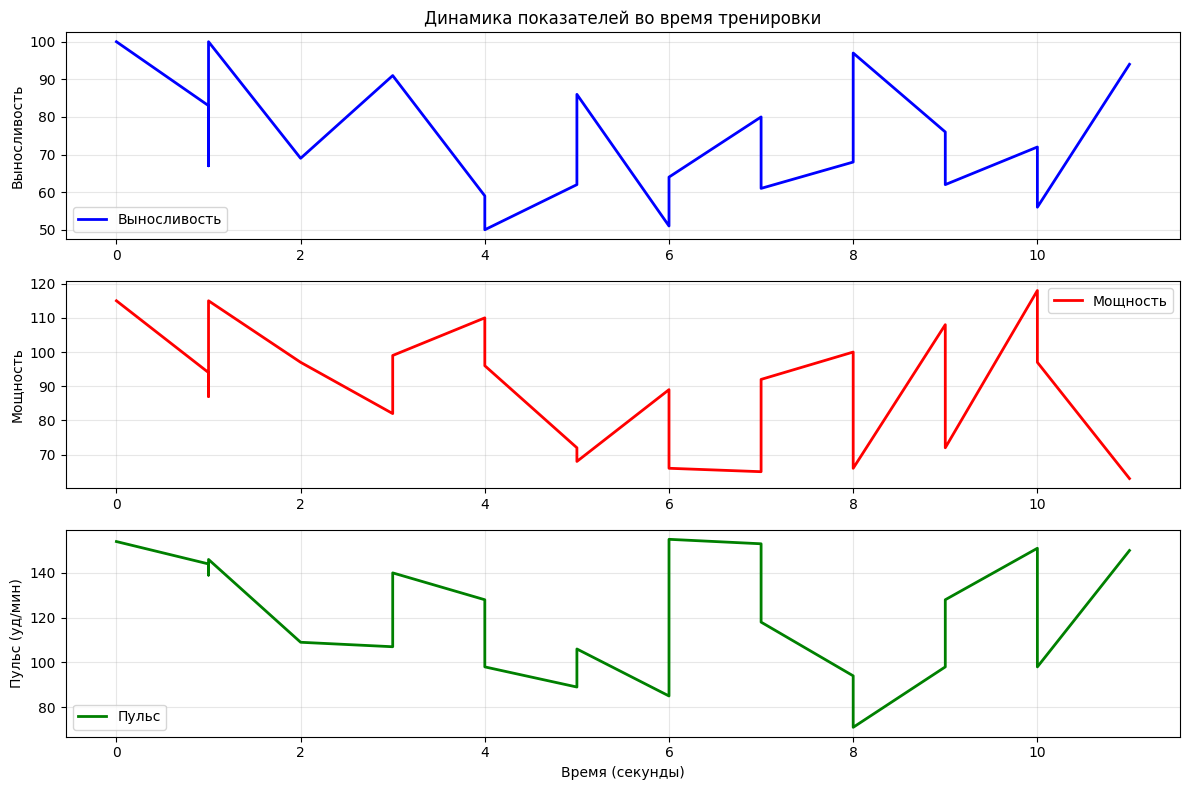 Динамика показателей во время тренировки
Выносливость
100
90
80
70
60
50
Выносливость
0 2 4 6 8 10
Мощность
120
110
100
90
80
70
Мощность
0 2 4 6 8 10
Пульс (уд/мин)
140
120
100
80
Пульс
0 2 4 6 8 10
Время (секунды)